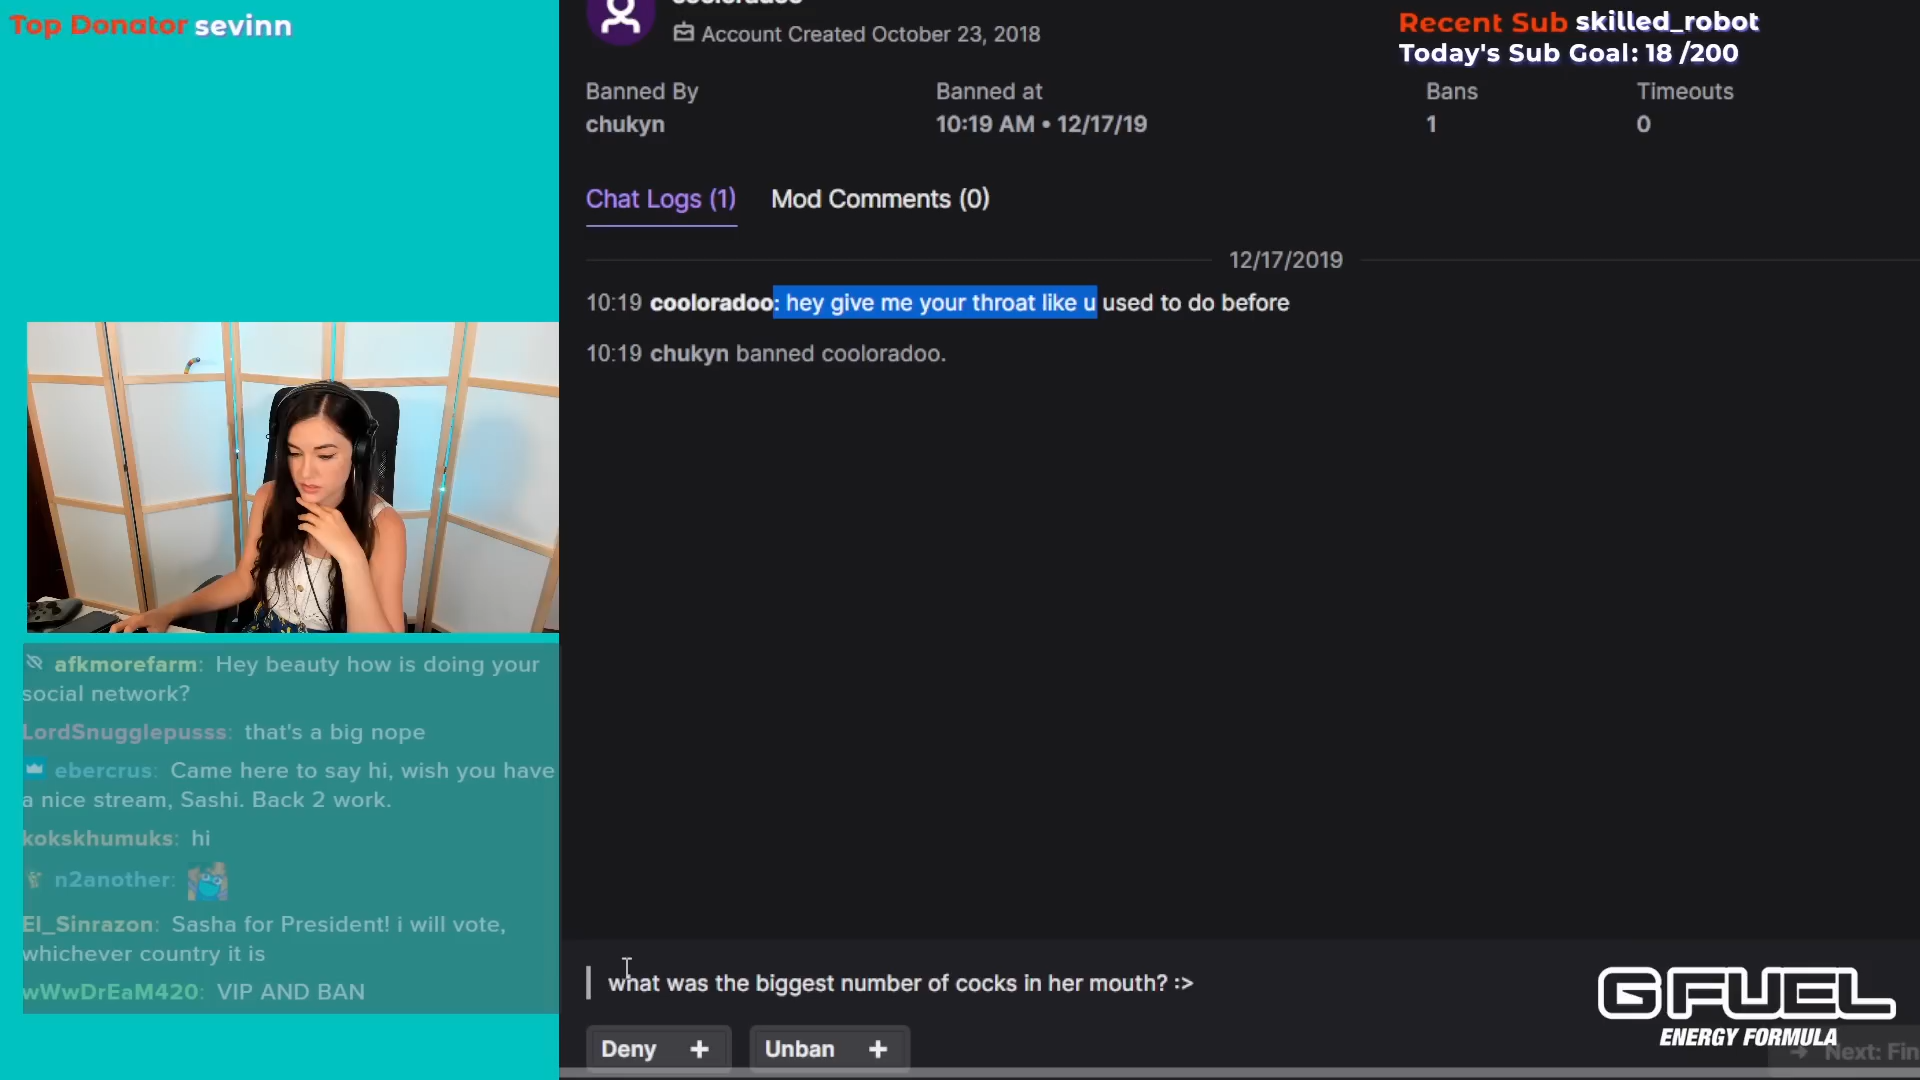 Top Donator sevinn
Account Created October 23, 2018
Recent Sub skilled_robot
Today's Sub Goal: 18 /200
Banned By
chukyn
Banned at
10:19 AM • 12/17/19
Bans
1
Timeouts
0
Chat Logs (1)
Mod Comments (0)
12/17/2019
10:19 cooloradoo: hey give me your throat like u used to do before
10:19 chukyn banned cooloradoo.
afkmorefarm: Hey beauty how is doing your
social network?
LordSnugglepusss: that's a big nope
ebercrus: Came here to say hi, wish you have
a nice stream, Sashi. Back 2 work.
kokskhumuks: hi
n2another:
El_Sinrazon: Sasha for President! i will vote,
whichever country it is
wWwDrEaM420: VIP AND BAN
what was the biggest number of cocks in her mouth? :>
Deny +
Unban +
G FUEL
ENERGY FORMULA
Next: Fin